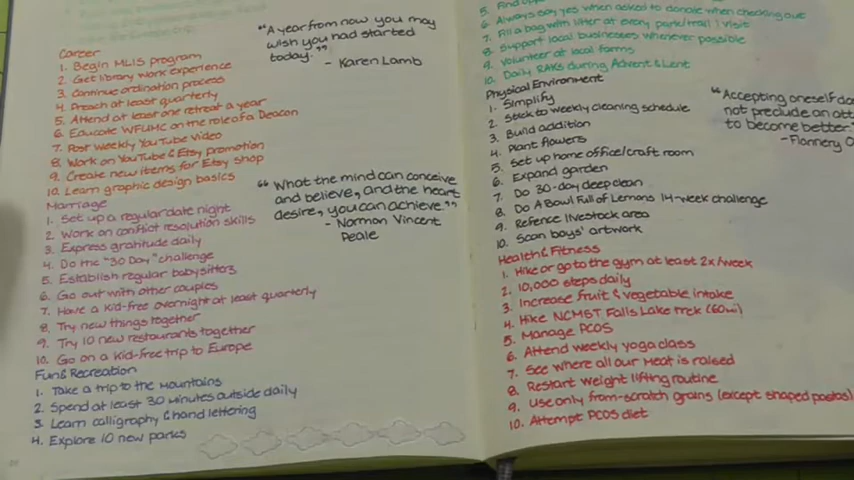 Career
1. Begin MLIS program
2. Get library work experience
3. Continue ordination process
4. Preach at least quarterly
5. Attend at least one retreat a year
6. Educate WFUMC on the role of a Deacon
7. Post weekly YouTube video
8. Work on YouTube & Etsy promotion
9. Create new items for Etsy shop
10. Learn graphic design basics
Marriage
1. Set up a regular date night
2. Work on conflict resolution skills
3. Express gratitude daily
4. Do the "30 Day" challenge
5. Establish regular babysitters
6. Go out with other couples
7. Have a kid-free overnight at least quarterly
8. Try new things together
9. Try 10 new restaurants together
10. Go on a kid-free trip to Europe
Fun & Recreation
1. Take a trip to the mountains
2. Spend at least 30 minutes outside daily
3. Learn calligraphy & hand lettering
4. Explore 10 new parks
"A year from now you may
wish you had started
today."
- Karen Lamb
"What the mind can conceive
and believe, and the heart
desire, you can achieve"
- Norman Vincent
Peale
5. Find
6. Always say yes when asked to donate when checking out
7. Fill a bag with litter at every park/trail I visit
8. Support local businesses whenever possible
9. Volunteer at local farms
10. Daily RAKs during Advent & Lent
Physical Environment
1. Simplify
2. Stick to weekly cleaning schedule
3. Build addition
4. Plant flowers
5. Set up home office/craft room
6. Expand garden
7. Do 30-day deep clean
8. Do A Bowl Full of Lemons 14-week challenge
9. Refence livestock area
10. Scan boys' artwork
Health & Fitness
1. Hike or go to the gym at least 2x/week
2. 10,000 steps daily
3. Increase fruit & vegetable intake
4. Hike NCMST Falls Lake trek (60mi)
5. Manage PCOS
6. Attend weekly yoga class
7. See where all our meat is raised
8. Restart weight lifting routine
9. Use only from-scratch grains (except shaped pastas)
10. Attempt PCOS diet
"Accepting oneself do
not preclude an att
to become better."
- Flannery O